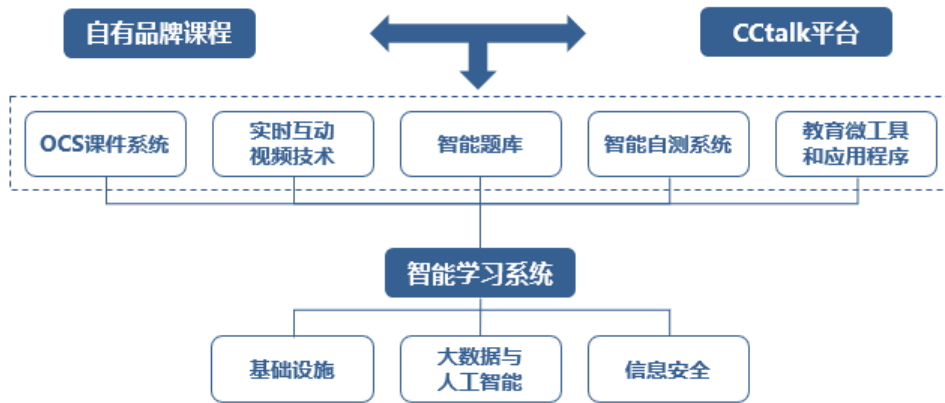 自有品牌课程
CCtalk平台
OCS课件系统
实时互动
视频技术
智能题库
智能自测系统
教育微工具
和应用程序
智能学习系统
基础设施
大数据与
人工智能
信息安全